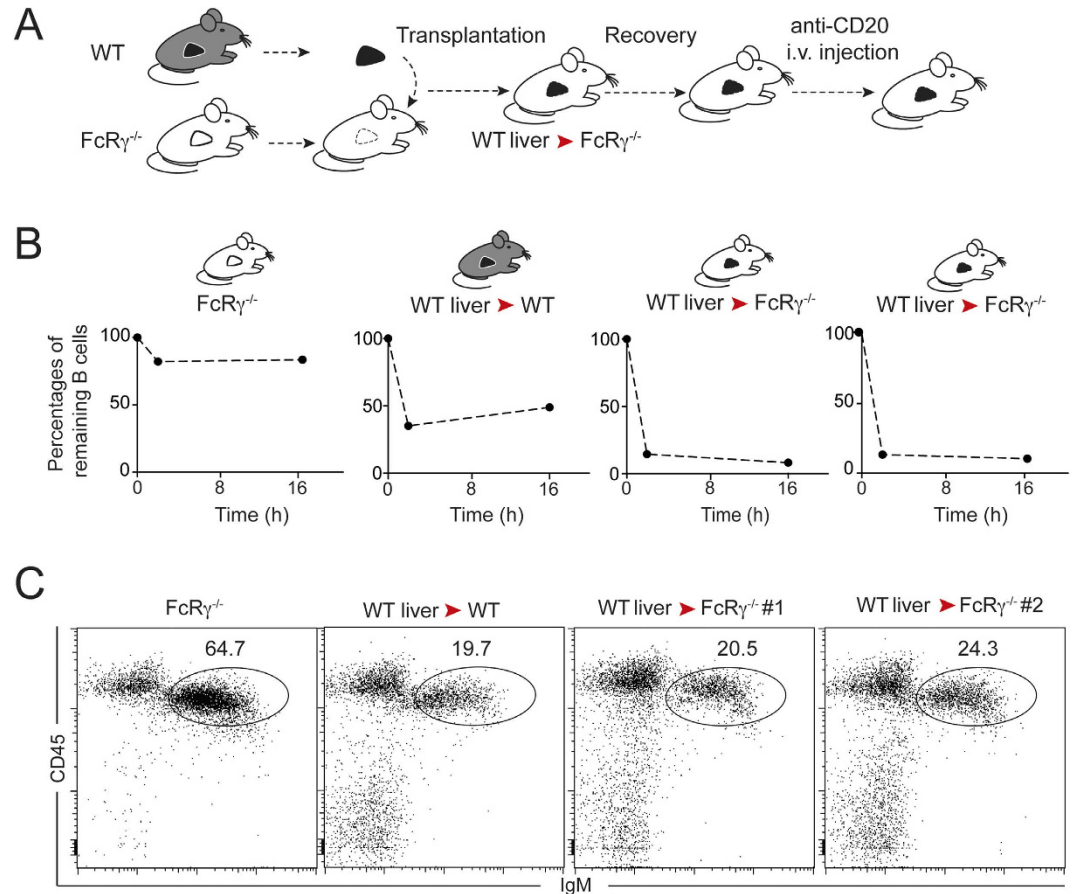 A
WT
Transplantation
Recovery
anti-CD20
i.v. injection
FcRγ-/-
WT liver ➤ FcRγ-/-
B
FcRγ-/-
WT liver ➤ WT
WT liver ➤ FcRγ-/-
WT liver ➤ FcRγ-/-
Percentages of
remaining B cells
100
50
0
0 8 16
Time (h)
100
50
0
0 8 16
Time (h)
100
50
0
0 8 16
Time (h)
100
50
0
0 8 16
Time (h)
C
FcRγ-/-
WT liver ➤ WT
WT liver ➤ FcRγ-/- #1
WT liver ➤ FcRγ-/- #2
64.7
19.7
20.5
24.3
CD45
IgM